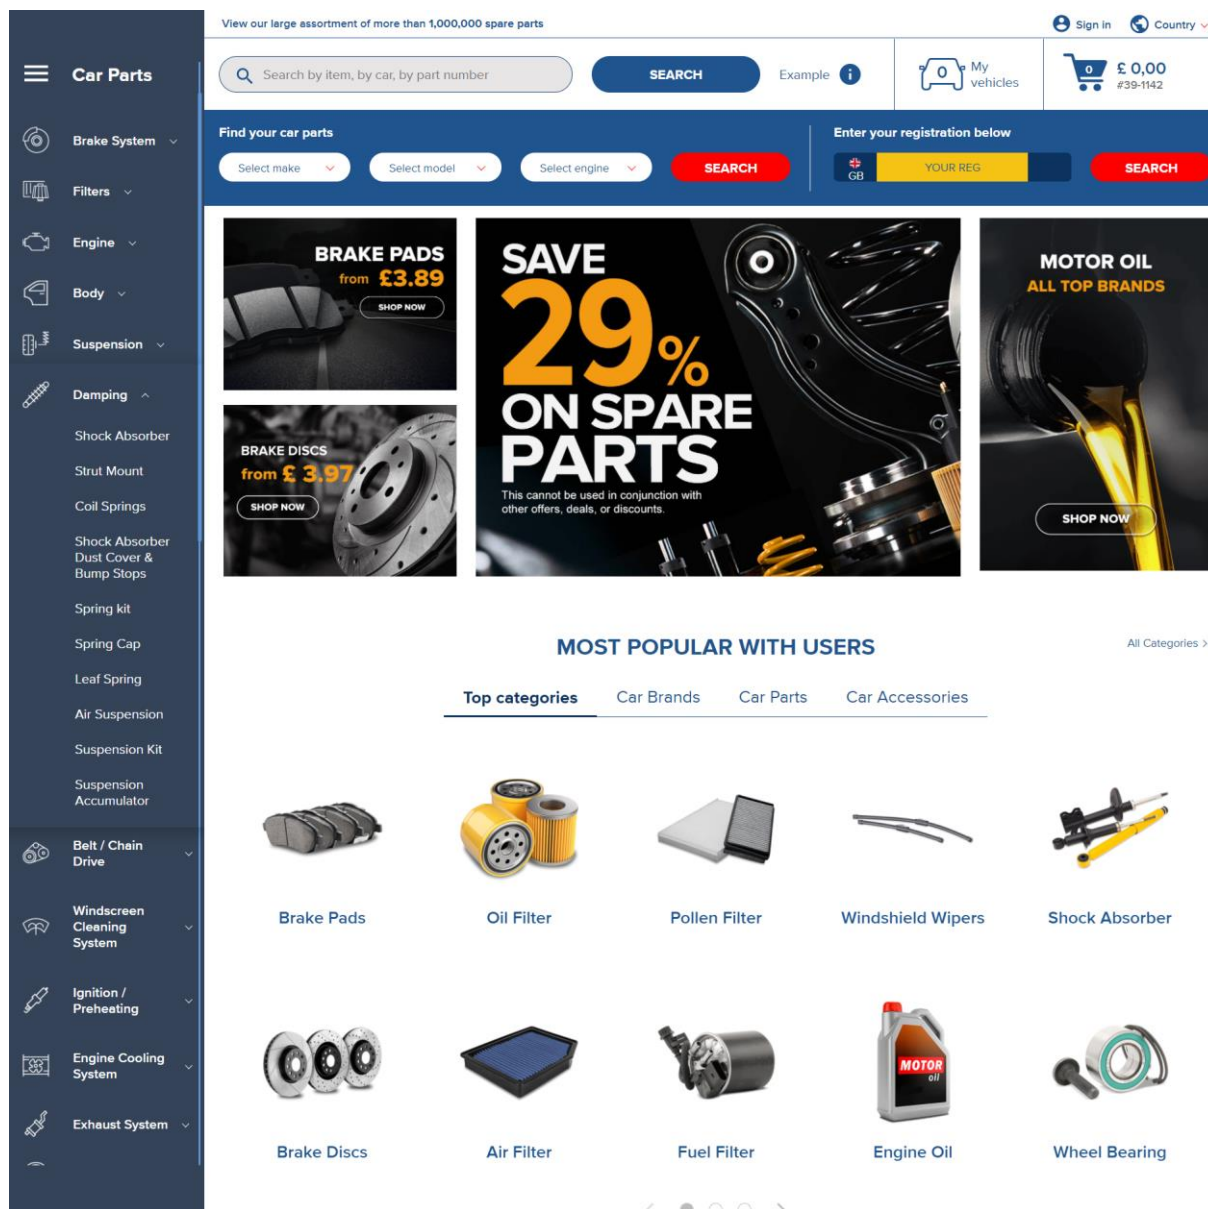 View our large assortment of more than 1,000,000 spare parts
Sign in
Country
Car Parts
Search by item, by car, by part number
SEARCH
Example
i
0
My
vehicles
0
£ 0,00
#39-1142
Find your car parts
Select make
Select model
Select engine
SEARCH
Enter your registration below
GB
YOUR REG
SEARCH
Brake System
Filters
Engine
Body
Suspension
Damping
Shock Absorber
Strut Mount
Coil Springs
Shock Absorber
Dust Cover &
Bump Stops
Spring kit
Spring Cap
Leaf Spring
Air Suspension
Suspension Kit
Suspension
Accumulator
Belt / Chain
Drive
Windscreen
Cleaning
System
Ignition /
Preheating
Engine Cooling
System
Exhaust System
BRAKE PADS
from £3.89
SHOP NOW
BRAKE DISCS
from £ 3.97
SHOP NOW
SAVE
29%
ON SPARE
PARTS
This cannot be used in conjunction with
other offers, deals, or discounts.
MOTOR OIL
ALL TOP BRANDS
SHOP NOW
MOST POPULAR WITH USERS
All Categories >
Top categories
Car Brands
Car Parts
Car Accessories
Brake Pads
Oil Filter
Pollen Filter
Windshield Wipers
Shock Absorber
MOTOR
oil
Brake Discs
Air Filter
Fuel Filter
Engine Oil
Wheel Bearing